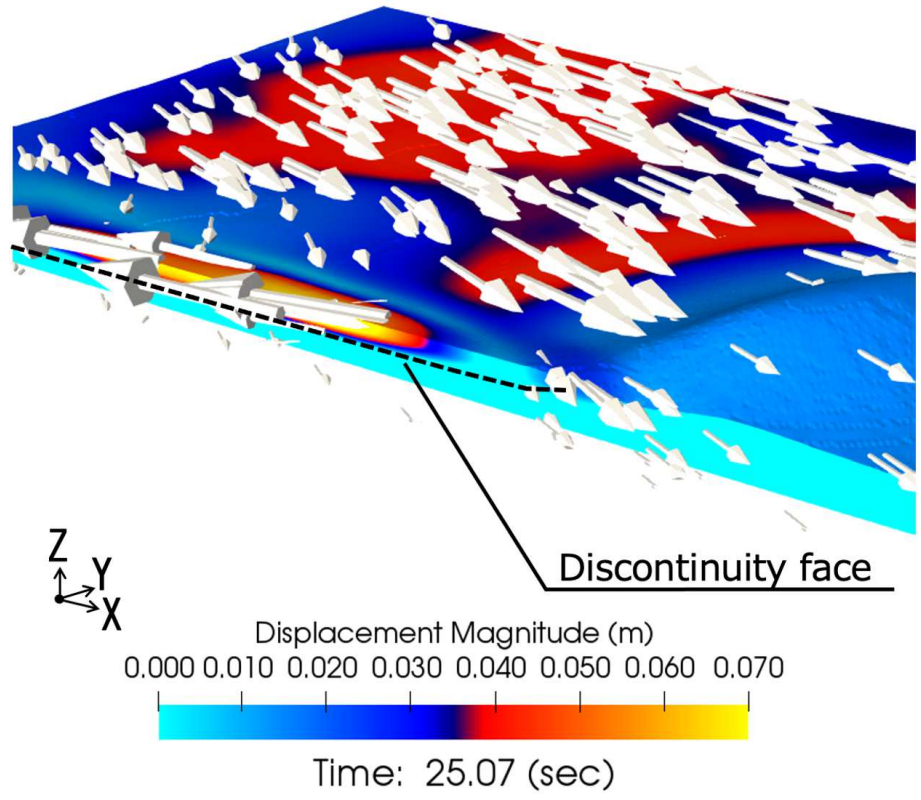 Discontinuity face
Z
Y
X
Displacement Magnitude (m)
0.000 0.010 0.020 0.030 0.040 0.050 0.060 0.070
Time: 25.07 (sec)